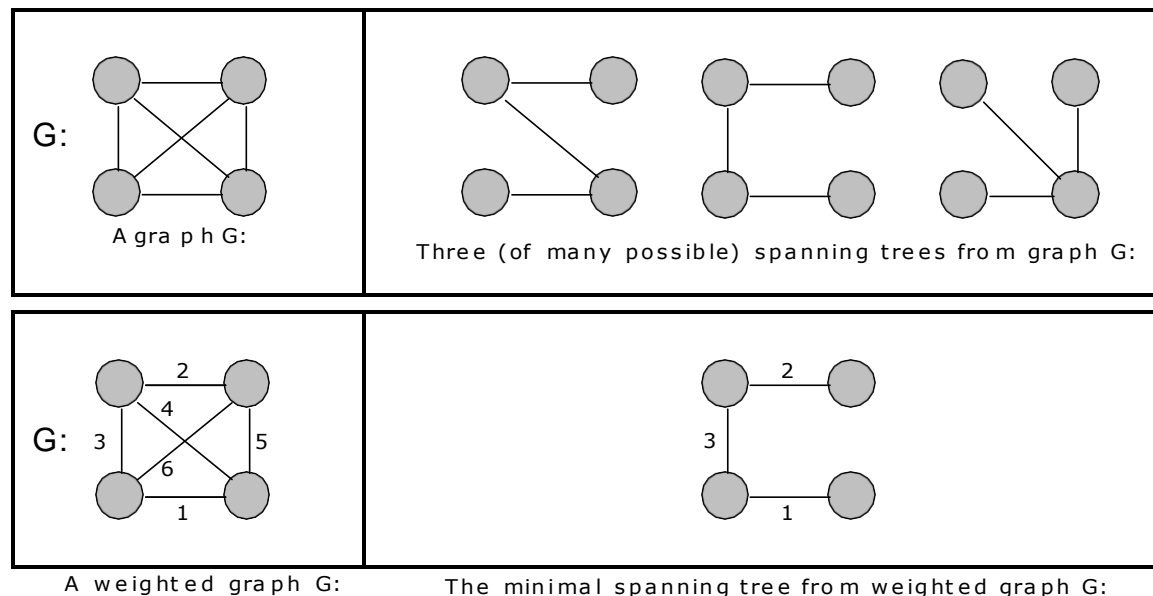 G:
A graph G:
Three (of many possible) spanning trees from graph G:
2
4
G: 3 5
6
1
2
3
1
A weighted graph G:
The minimal spanning tree from weighted graph G: